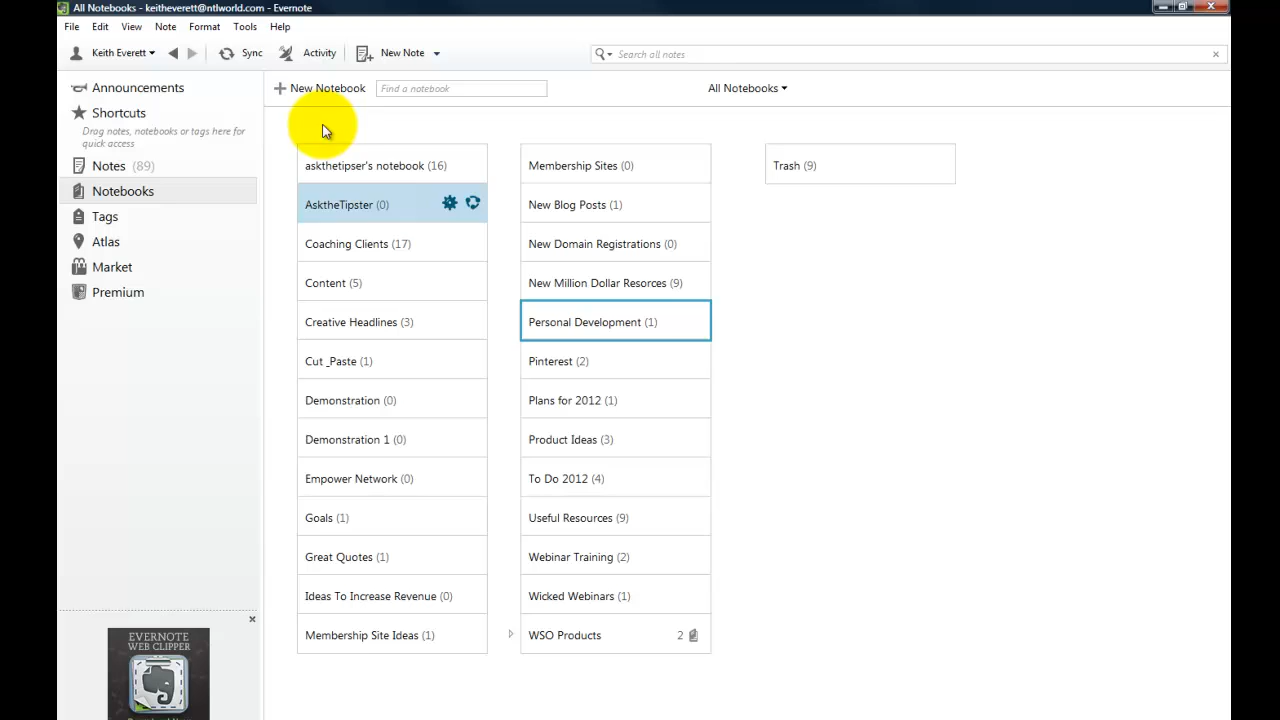 All Notebooks - keitheverett@ntlworld.com - Evernote
File Edit View Note Format Tools Help
Keith Everett Sync Activity New Note Search all notes
Announcements
Shortcuts
Drag notes, notebooks or tags here for
quick access
Notes (89)
Notebooks
Tags
Atlas
Market
Premium
EVERNOTE
WEB CLIPPER
New Notebook Find a notebook All Notebooks
askthetipser's notebook (16)
AsktheTipster (0)
Coaching Clients (17)
Content (5)
Creative Headlines (3)
Cut _Paste (1)
Demonstration (0)
Demonstration 1 (0)
Empower Network (0)
Goals (1)
Great Quotes (1)
Ideas To Increase Revenue (0)
Membership Site Ideas (1)
Membership Sites (0)
New Blog Posts (1)
New Domain Registrations (0)
New Million Dollar Resorces (9)
Personal Development (1)
Pinterest (2)
Plans for 2012 (1)
Product Ideas (3)
To Do 2012 (4)
Useful Resources (9)
Webinar Training (2)
Wicked Webinars (1)
WSO Products 2
Trash (9)